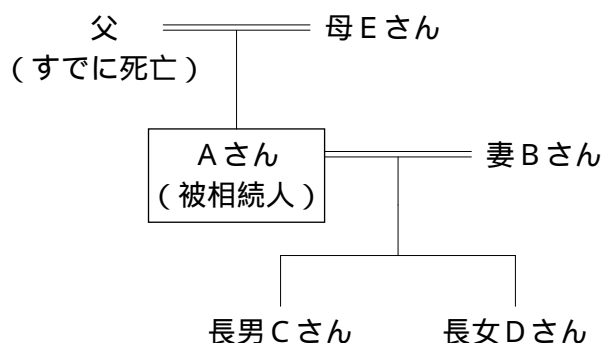 父
母Eさん
(すでに死亡)
Aさん
(被相続人)
妻Bさん
長男Cさん
長女Dさん